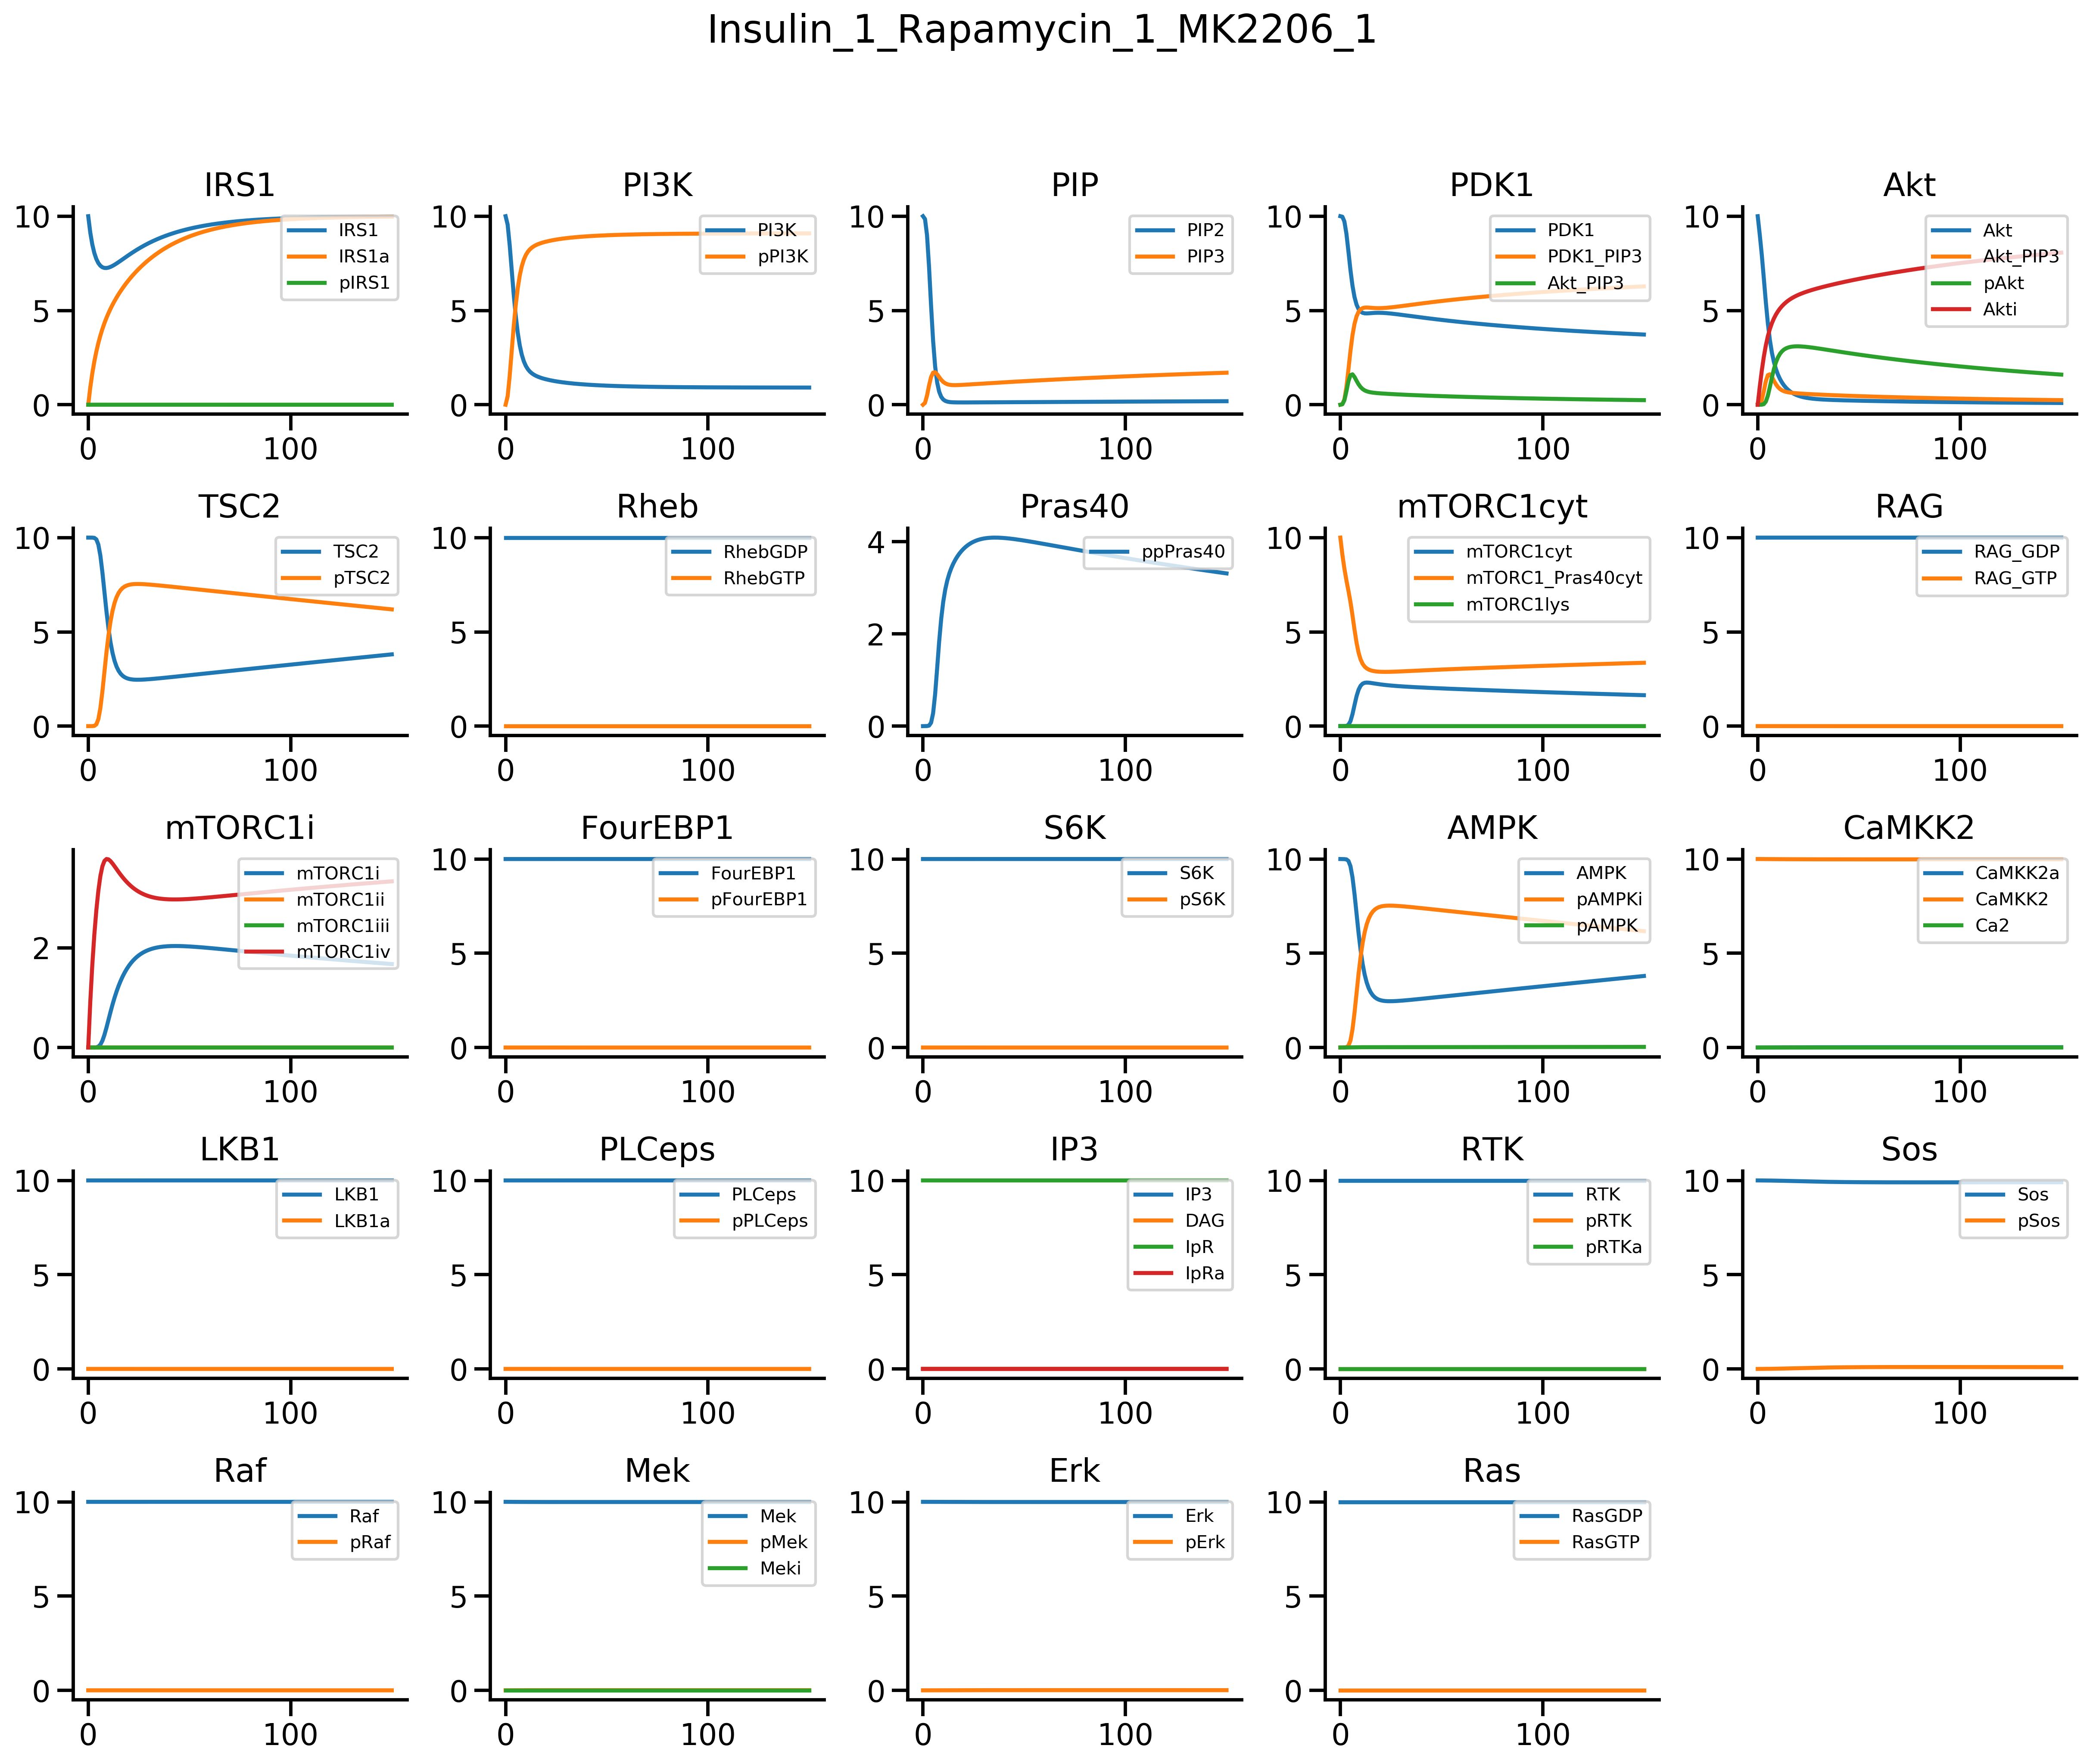 Insulin_1_Rapamycin_1_MK2206_1
IRS1
10
5
0
0
100
IRS1
IRS1a
pIRS1
PI3K
10
5
0
0
100
PI3K
pPI3K
PIP
10
5
0
0
100
PIP2
PIP3
PDK1
10
5
0
0
100
PDK1
PDK1_PIP3
Akt_PIP3
Akt
10
5
0
0
100
Akt
Akt_PIP3
pAkt
Akti
TSC2
10
5
0
0
100
TSC2
pTSC2
Rheb
10
5
0
0
100
RhebGDP
RhebGTP
Pras40
4
2
0
0
100
ppPras40
mTORC1cyt
10
5
0
0
100
mTORC1cyt
mTORC1_Pras40cyt
mTORC1lys
RAG
10
5
0
0
100
RAG_GDP
RAG_GTP
mTORC1i
2
0
0
100
mTORC1i
mTORC1ii
mTORC1iii
mTORC1iv
FourEBP1
10
5
0
0
100
FourEBP1
pFourEBP1
S6K
10
5
0
0
100
S6K
pS6K
AMPK
10
5
0
0
100
AMPK
pAMPKi
pAMPK
CaMKK2
10
5
0
0
100
CaMKK2a
CaMKK2
Ca2
LKB1
10
5
0
0
100
LKB1
LKB1a
PLCeps
10
5
0
0
100
PLCeps
pPLCeps
IP3
10
5
0
0
100
IP3
DAG
IpR
IpRa
RTK
10
5
0
0
100
RTK
pRTK
pRTKa
Sos
10
5
0
0
100
Sos
pSos
Raf
10
5
0
0
100
Raf
pRaf
Mek
10
5
0
0
100
Mek
pMek
Meki
Erk
10
5
0
0
100
Erk
pErk
Ras
10
5
0
0
100
RasGDP
RasGTP